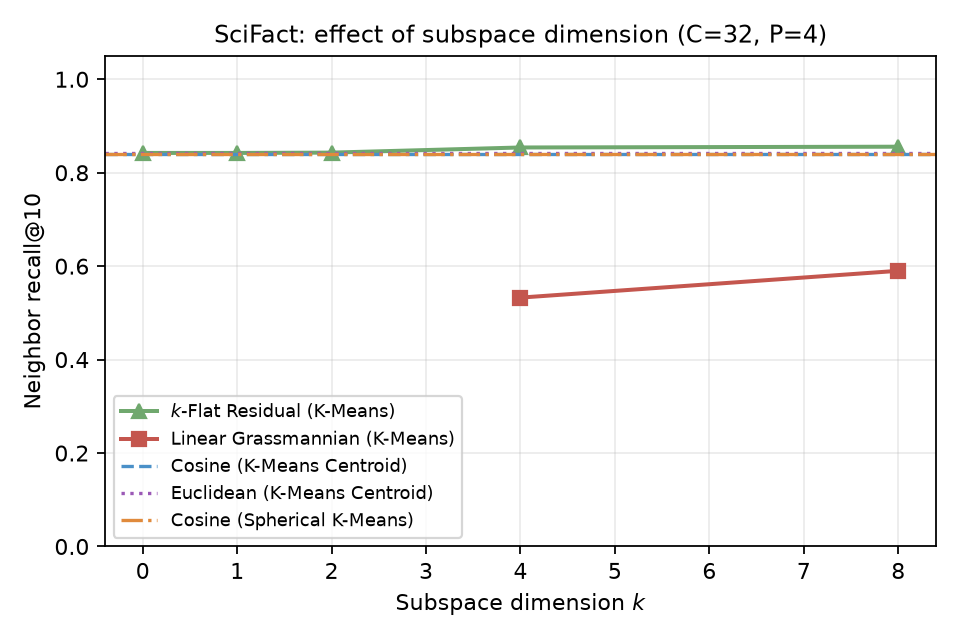 SciFact: effect of subspace dimension (C=32, P=4)
Neighbor recall@10
1.0
0.8
0.6
0.4
0.2
0.0
k-Flat Residual (K-Means)
Linear Grassmannian (K-Means)
Cosine (K-Means Centroid)
Euclidean (K-Means Centroid)
Cosine (Spherical K-Means)
0 1 2 3 4 5 6 7 8
Subspace dimension k